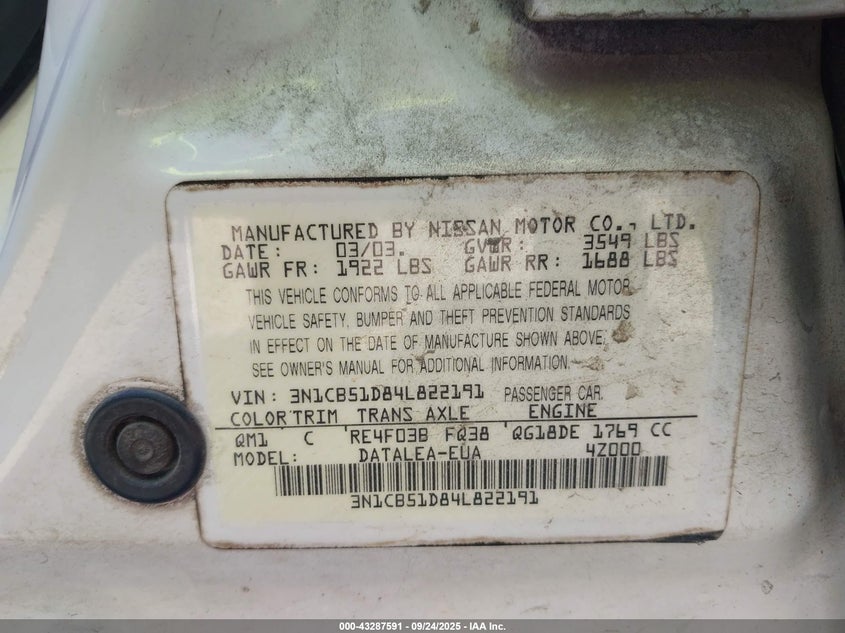 MANUFACTURED BY NISSAN MOTOR CO., LTD.
DATE: 03/03. GVWR: 3549 LBS
GAWR FR: 1922 LBS GAWR RR: 1688 LBS
THIS VEHICLE CONFORMS TO ALL APPLICABLE FEDERAL MOTOR
VEHICLE SAFETY, BUMPER AND THEFT PREVENTION STANDARDS
IN EFFECT ON THE DATE OF MANUFACTURE SHOWN ABOVE.
SEE OWNER'S MANUAL FOR ADDITIONAL INFORMATION.
VIN: 3N1CB51D84L822191 PASSENGER CAR
COLOR TRIM TRANS AXLE ENGINE
QM1 C RE4F03B FQ38 QG18DE 1769 CC
MODEL: DATALEA-EUA 4Z000
3N1CB51D84L822191
000-43287591 - 09/24/2025 - IAA Inc.